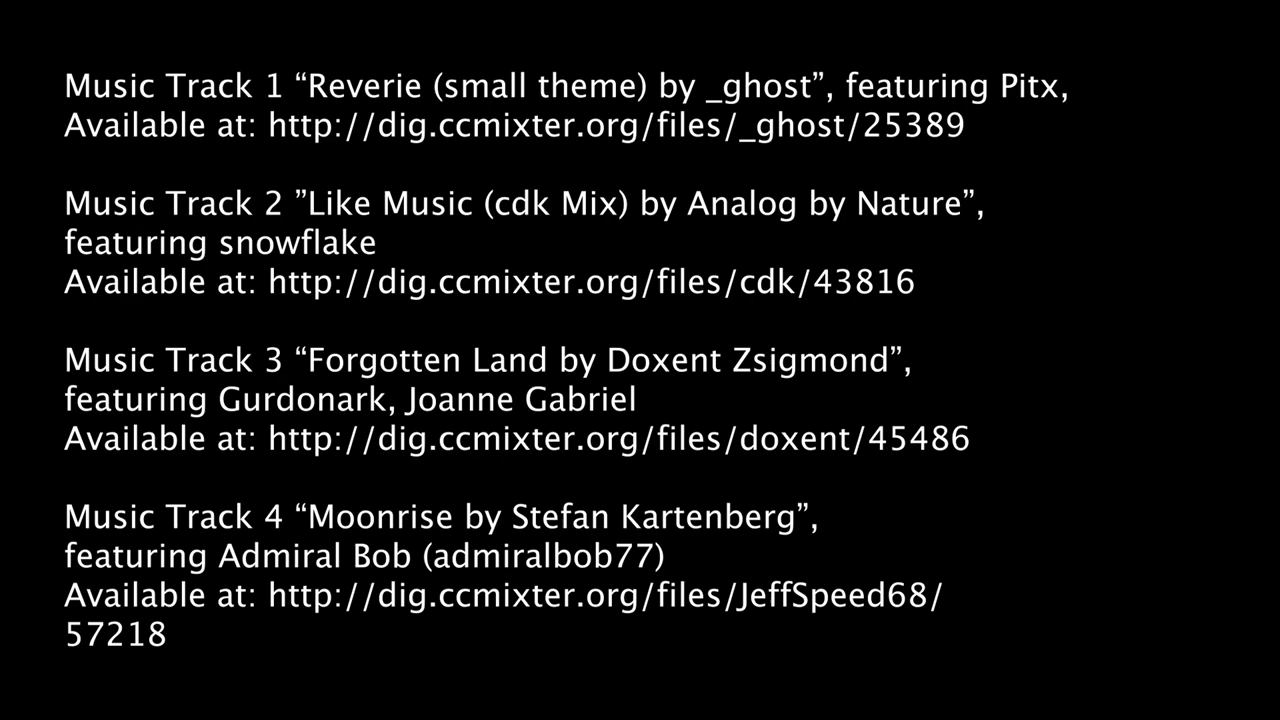 Music Track 1 “Reverie (small theme) by _ghost”, featuring Pitx,
Available at: http://dig.ccmixter.org/files/_ghost/25389
Music Track 2 ”Like Music (cdk Mix) by Analog by Nature”,
featuring snowflake
Available at: http://dig.ccmixter.org/files/cdk/43816
Music Track 3 “Forgotten Land by Doxent Zsigmond”,
featuring Gurdonark, Joanne Gabriel
Available at: http://dig.ccmixter.org/files/doxent/45486
Music Track 4 “Moonrise by Stefan Kartenberg”,
featuring Admiral Bob (admiralbob77)
Available at: http://dig.ccmixter.org/files/JeffSpeed68/
57218